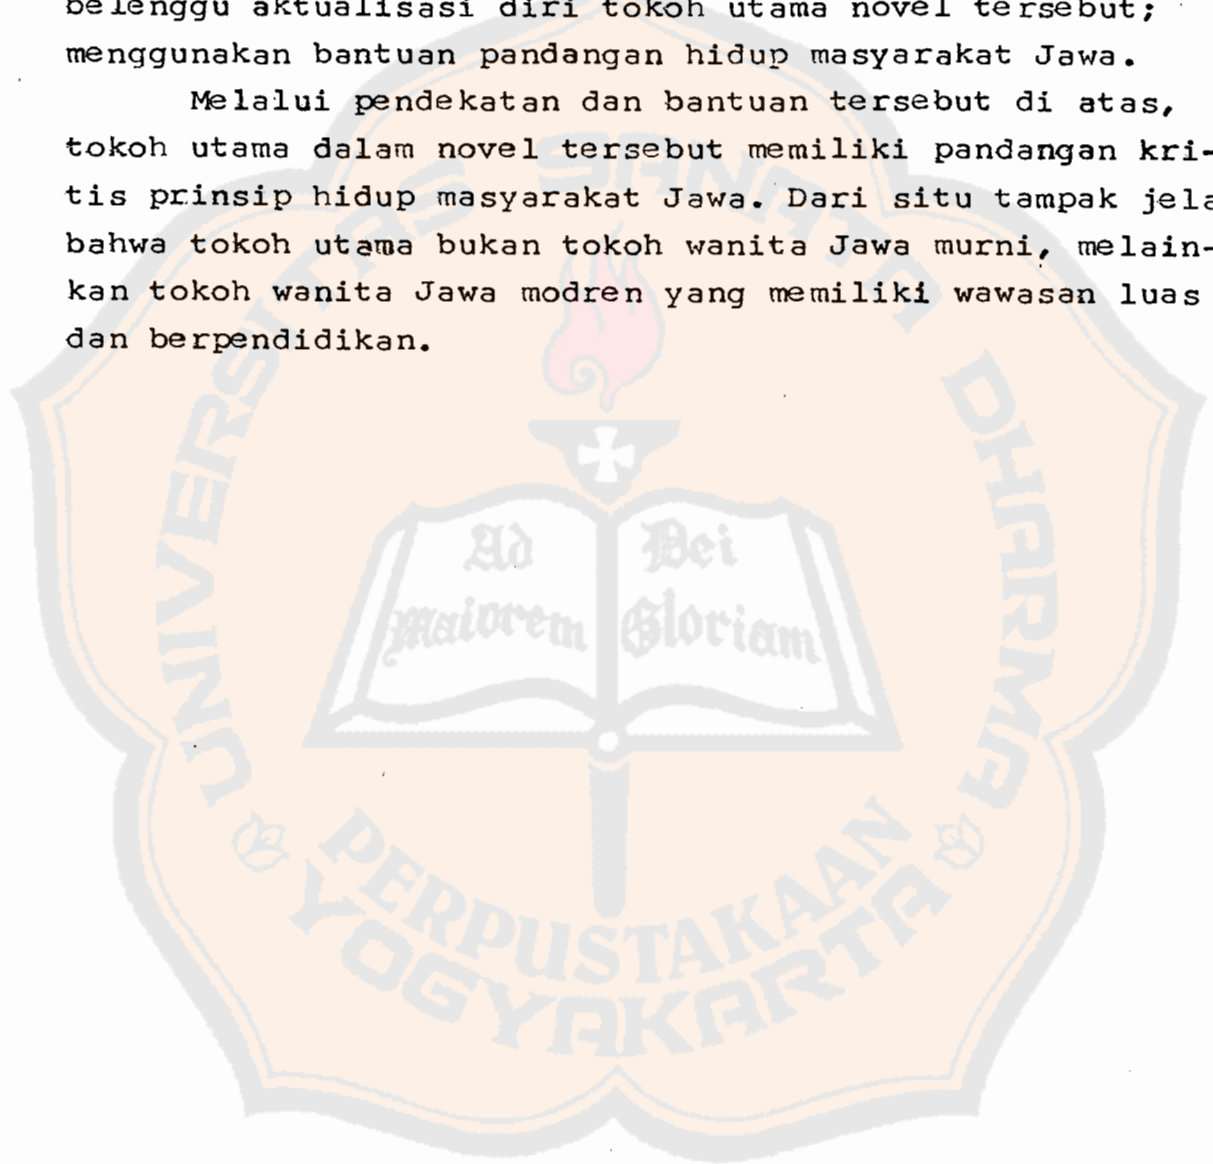 belenggu aktualisasi diri tokoh utama novel tersebut;
menggunakan bantuan pandangan hidup masyarakat Jawa.
Melalui pendekatan dan bantuan tersebut di atas,
tokoh utama dalam novel tersebut memiliki pandangan kri-
tis prinsip hidup masyarakat Jawa. Dari situ tampak jela
bahwa tokoh utama bukan tokoh wanita Jawa murni, melain-
kan tokoh wanita Jawa modren yang memiliki wawasan luas
dan berpendidikan.
UNIVERSITAS SANATA DHARMA
Ad Dei
Maiorem Gloriam
PERPUSTAKAAN
YOGYAKARTA